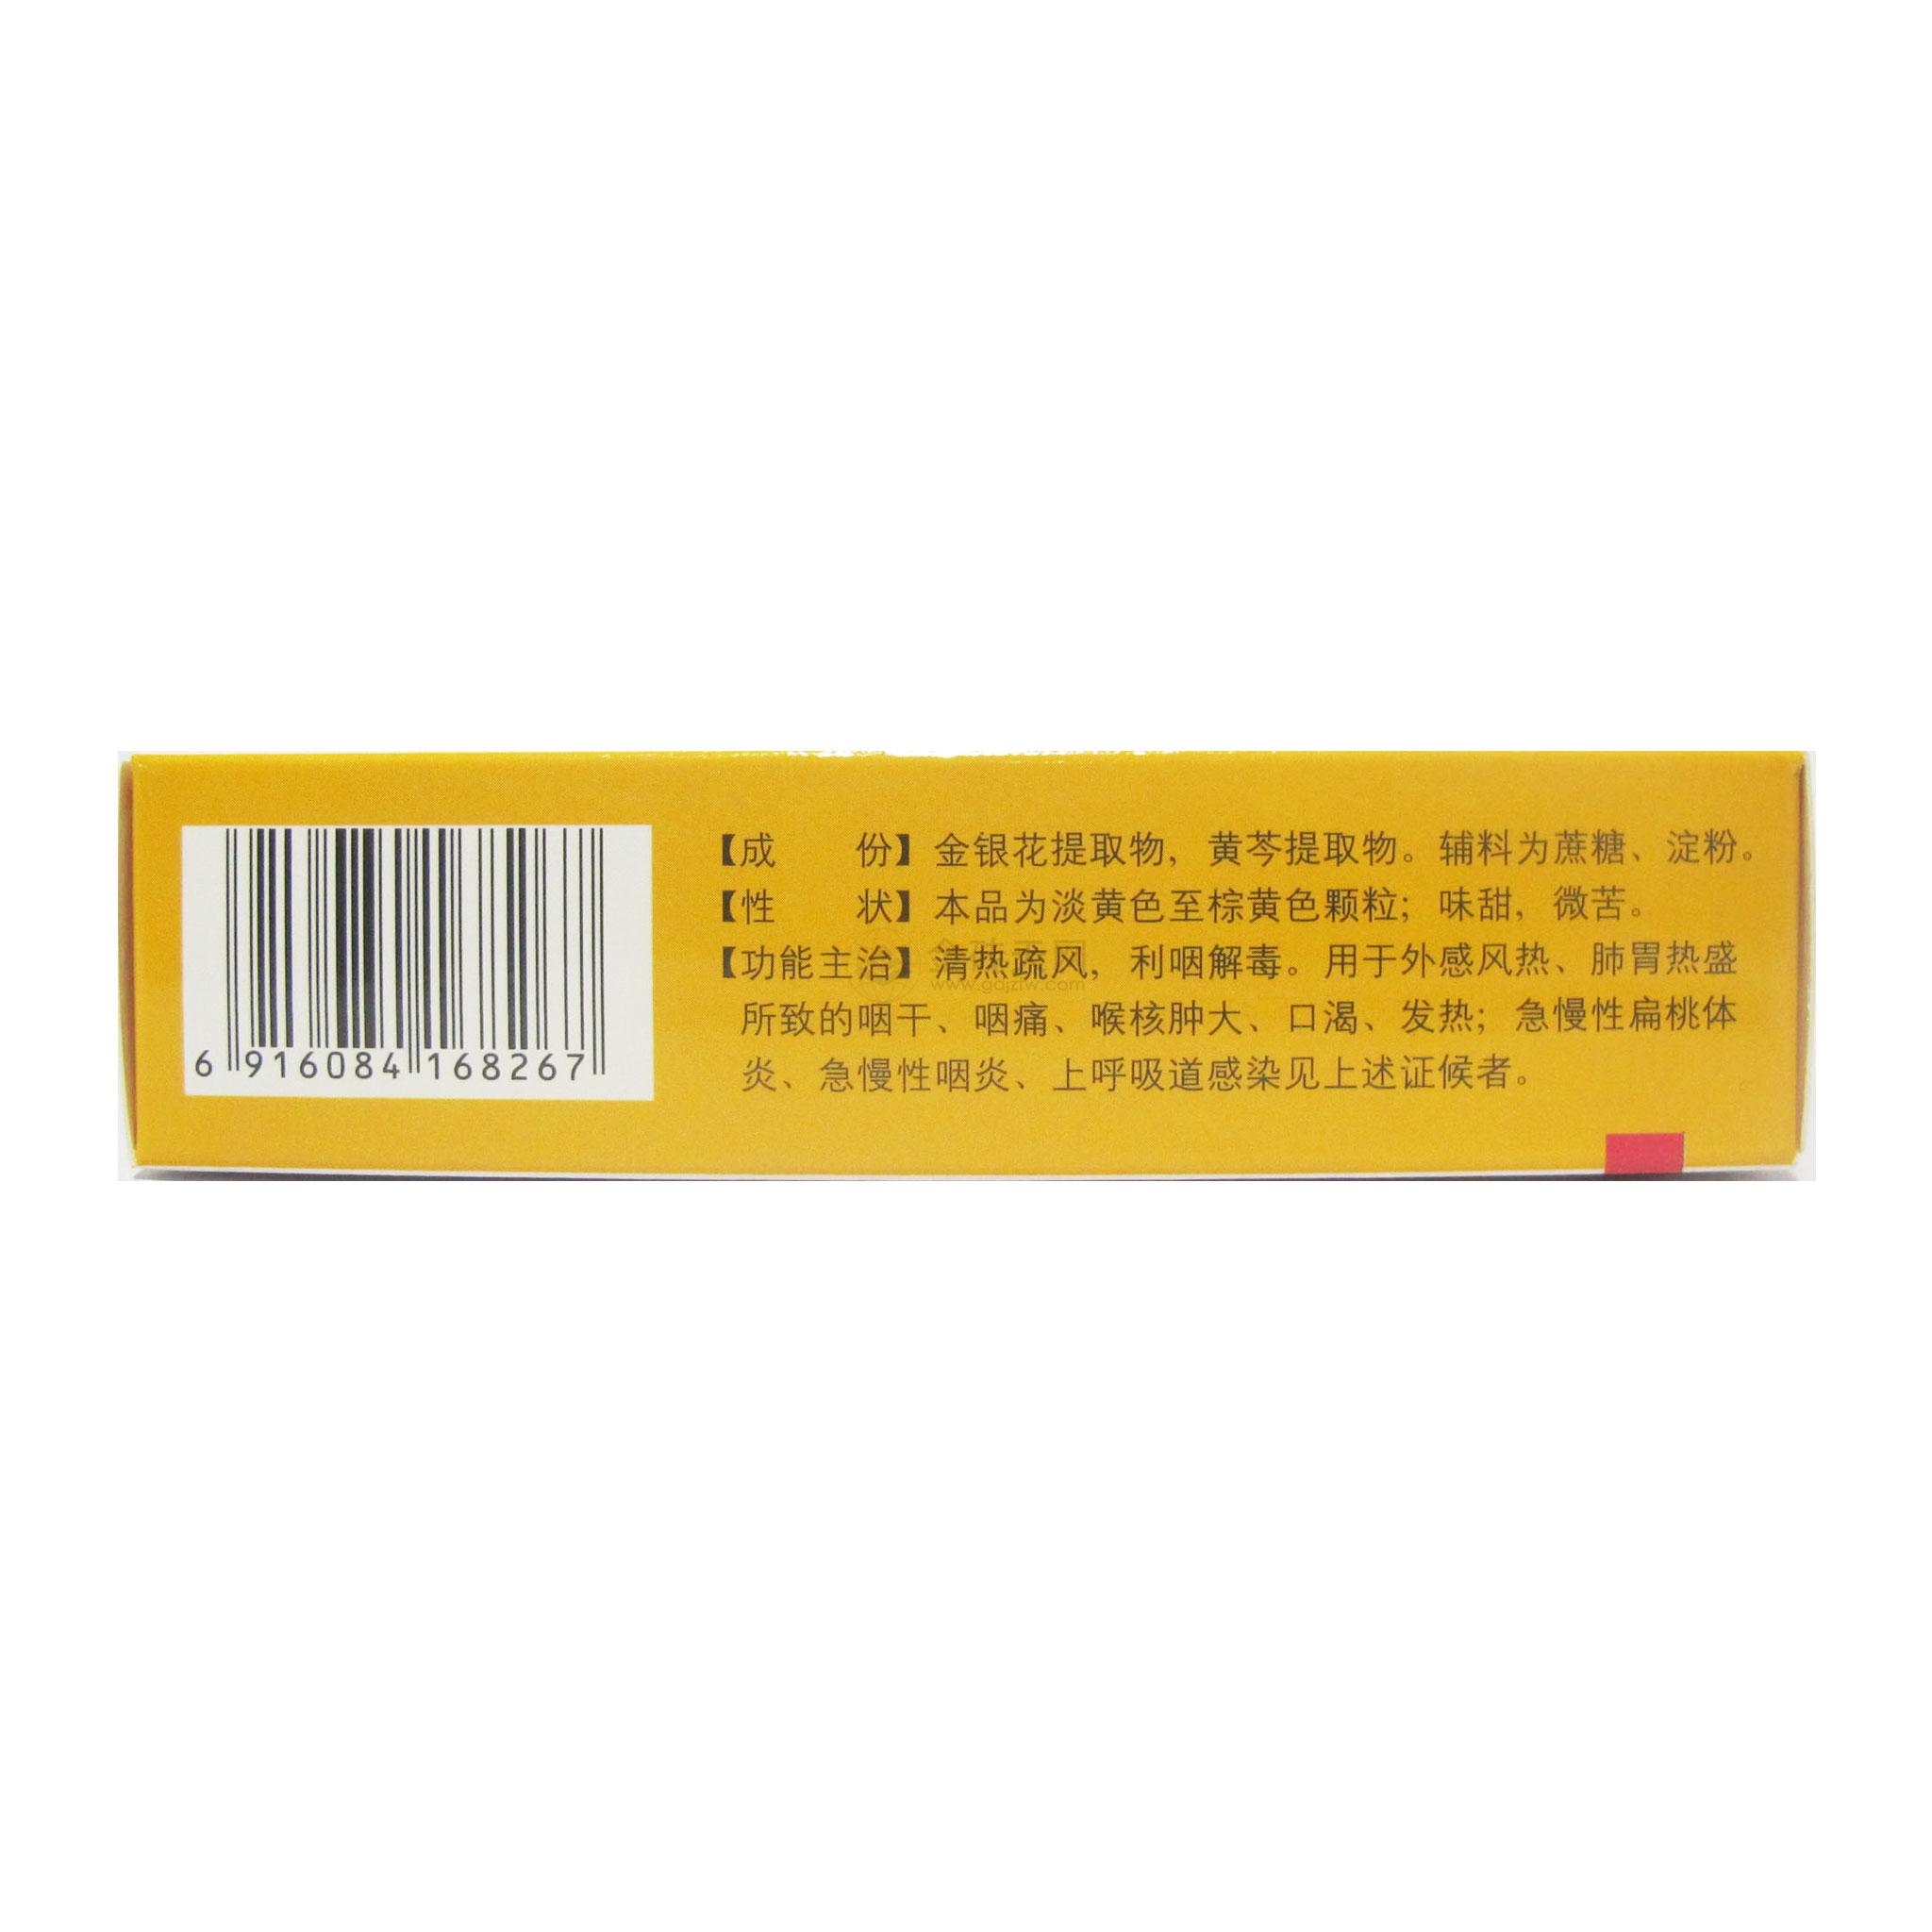 【成 份】金银花提取物，黄芩提取物。辅料为蔗糖、淀粉。
【性 状】本品为淡黄色至棕黄色颗粒；味甜，微苦。
【功能主治】清热疏风，利咽解毒。用于外感风热、肺胃热盛
所致的咽干、咽痛、喉核肿大、口渴、发热；急慢性扁桃体
炎、急慢性咽炎、上呼吸道感染见上述证候者。
6 916084 168267
www.gdjzlw.com